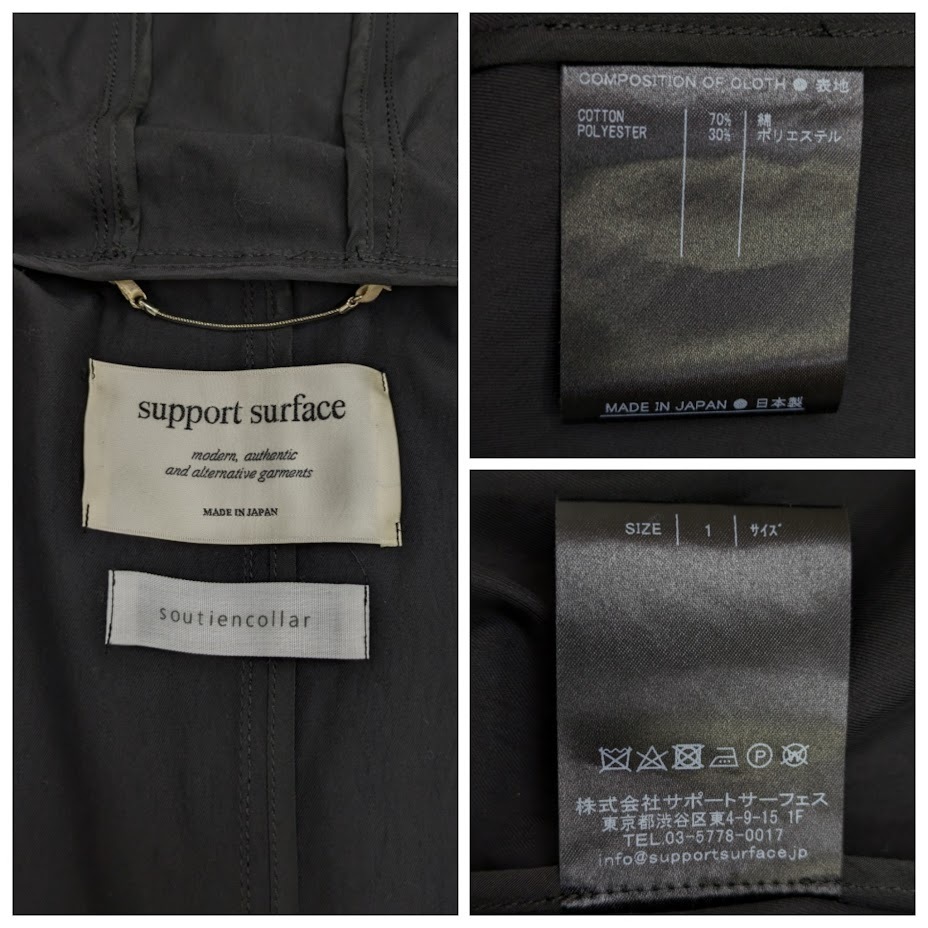 support surface
modern, authentic
and alternative garments
MADE IN JAPAN
soutiencollar
COMPOSITION OF CLOTH ● 表地
COTTON 70% 綿
POLYESTER 30% ポリエステル
MADE IN JAPAN ● 日本製
SIZE 1 サイズ
株式会社サポートサーフェス
東京都渋谷区東4-9-15 1F
TEL.03-5778-0017
info@supportsurface.jp